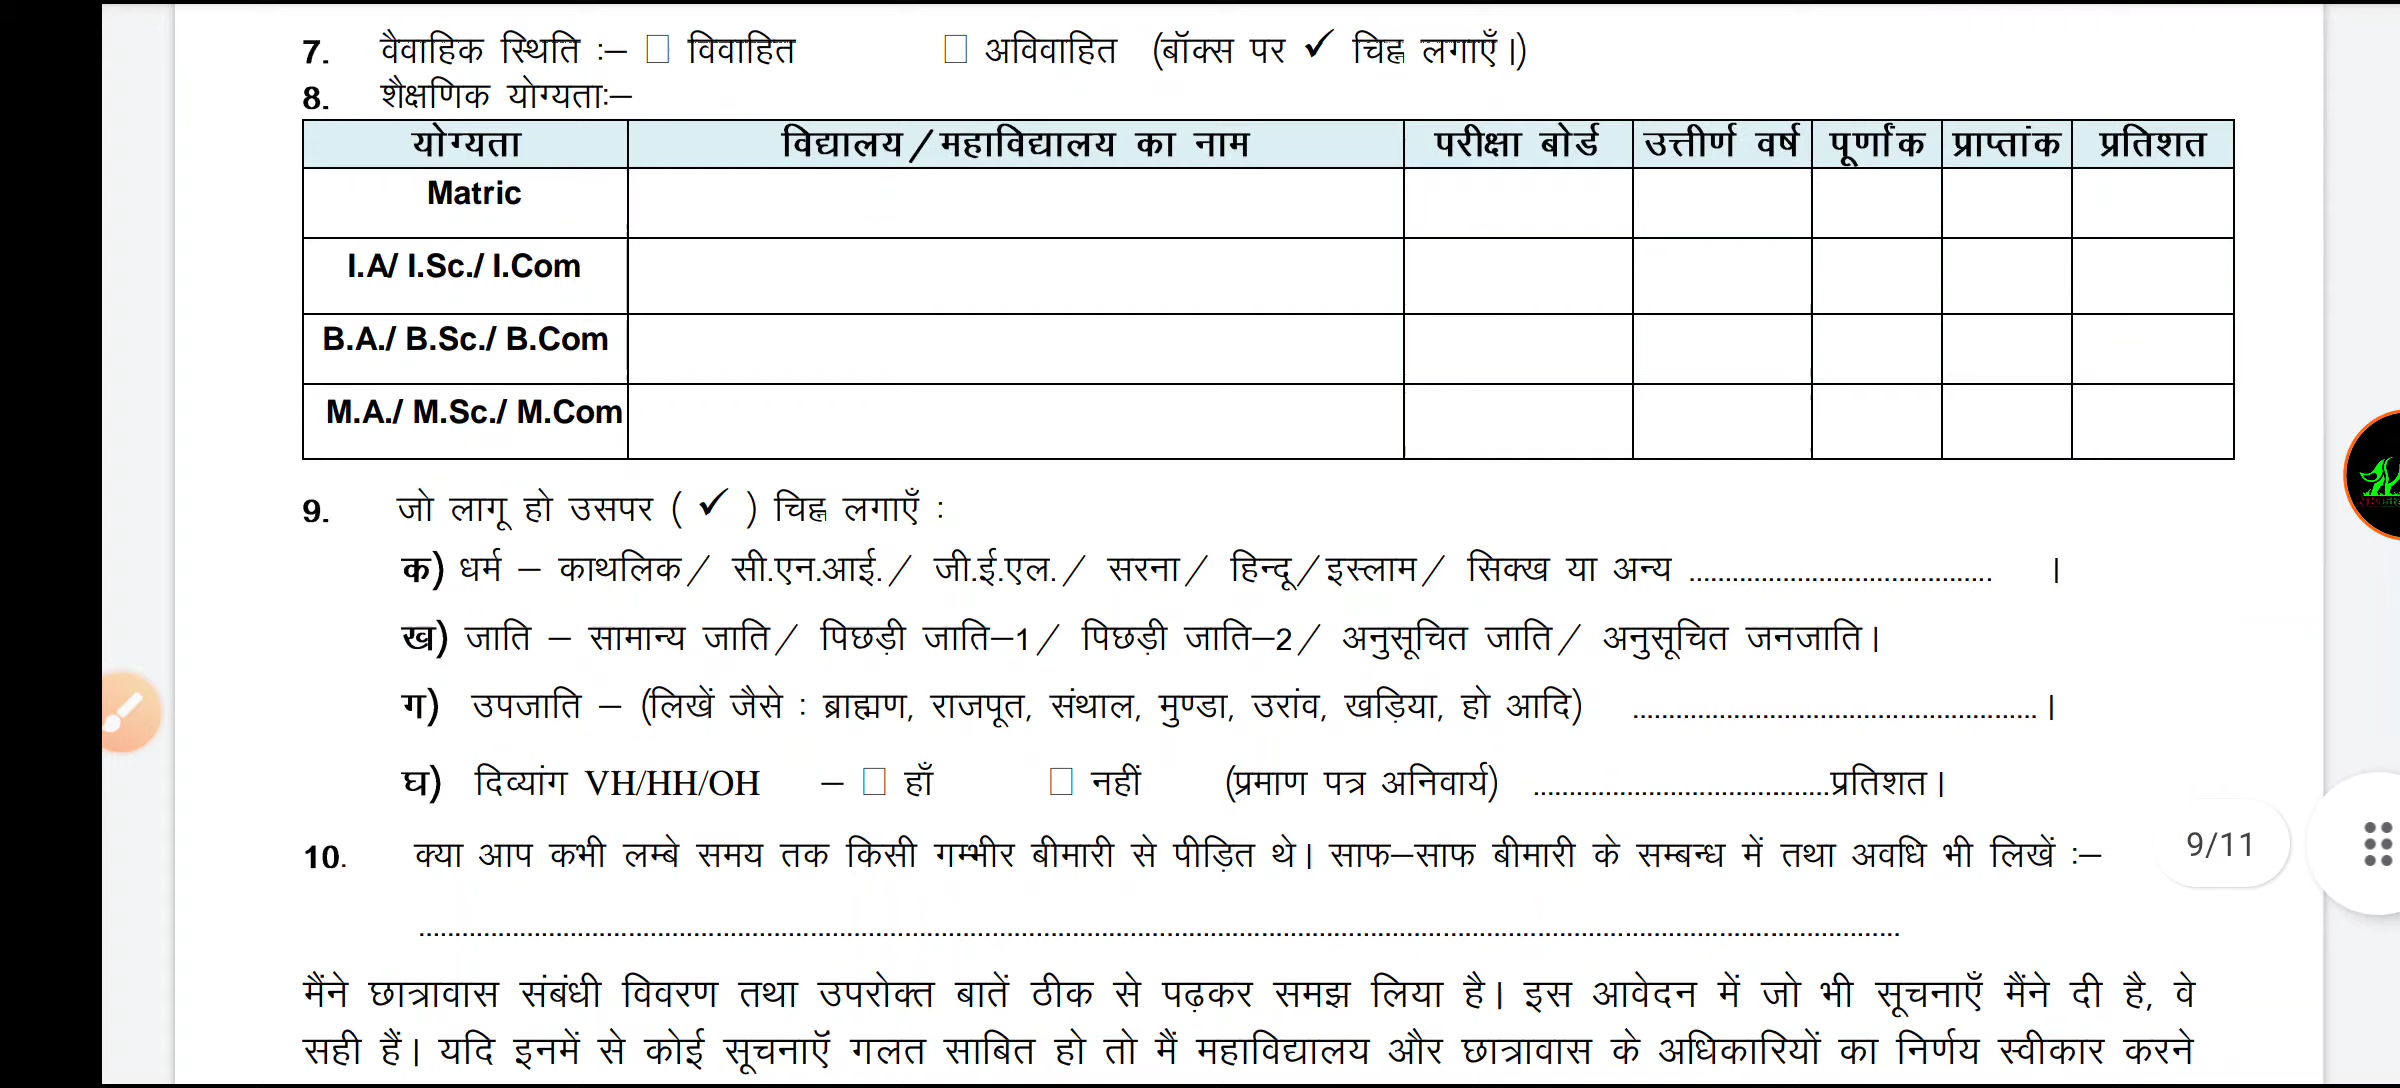 7. वैवाहिक स्थिति :– □ विवाहित □ अविवाहित (बॉक्स पर ✓ चिह्न लगाएँ।)
8. शैक्षणिक योग्यता:–
योग्यता विद्यालय/महाविद्यालय का नाम परीक्षा बोर्ड उत्तीर्ण वर्ष पूर्णांक प्राप्तांक प्रतिशत
Matric
I.A/ I.Sc./ I.Com
B.A./ B.Sc./ B.Com
M.A./ M.Sc./ M.Com
9. जो लागू हो उसपर ( ✓ ) चिह्न लगाएँ :
क) धर्म – काथलिक/ सी.एन.आई./ जी.ई.एल./ सरना/ हिन्दू/इस्लाम/ सिक्ख या अन्य .......................................... ।
ख) जाति – सामान्य जाति/ पिछड़ी जाति–1/ पिछड़ी जाति–2/ अनुसूचित जाति/ अनुसूचित जनजाति।
ग) उपजाति – (लिखें जैसे : ब्राह्मण, राजपूत, संथाल, मुण्डा, उरांव, खड़िया, हो आदि) ........................................................ ।
घ) दिव्यांग VH/HH/OH – □ हाँ □ नहीं (प्रमाण पत्र अनिवार्य) .........................................प्रतिशत।
10. क्या आप कभी लम्बे समय तक किसी गम्भीर बीमारी से पीड़ित थे। साफ–साफ बीमारी के सम्बन्ध में तथा अवधि भी लिखें :–
9/11
..............................................................................................................
मैंने छात्रावास संबंधी विवरण तथा उपरोक्त बातें ठीक से पढ़कर समझ लिया है। इस आवेदन में जो भी सूचनाएँ मैंने दी है, वे
सही हैं। यदि इनमें से कोई सूचनाएॅं गलत साबित हो तो मैं महाविद्यालय और छात्रावास के अधिकारियों का निर्णय स्वीकार करने